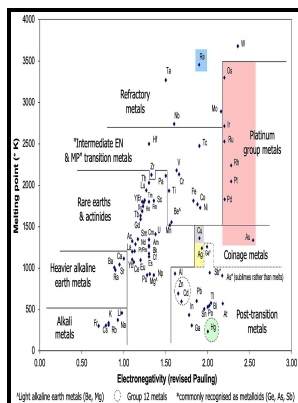 Melting point (° K)
4000
3500
3000
2500
2000
1500
1000
500
0
W
Re
Os
Ta
Refractory metals
Mo
Nb
Ir
Ru
Tc
Hf
Platinum group metals
"Intermediate EN & MP" transition metals
Zr
V
Rh
Cr
Pt
Pd
Rare earths & actinides
Th
Lu
Ti
Fe
Co
Ni
Be^
Mn
Cu
Au
Coinage metals
Heavier alkaline earth metals
Ag
Ge*
As* (sublimes rather than melts)
Ca
Sr
Ba
Ra
Al
Mg^
Zn
Cd
Sb*
Pb
Tl
Bi
Po
At
In
Sn
Ga
Hg
Post-transition metals
Alkali metals
Li
Na
K
Rb
Cs
Fr
0.00
0.50
1.00
1.50
2.00
2.50
3.00
Electronegativity (revised Pauling)
^Light alkaline earth metals (Be, Mg)
Group 12 metals
*commonly recognised as metalloids (Ge, As, Sb)